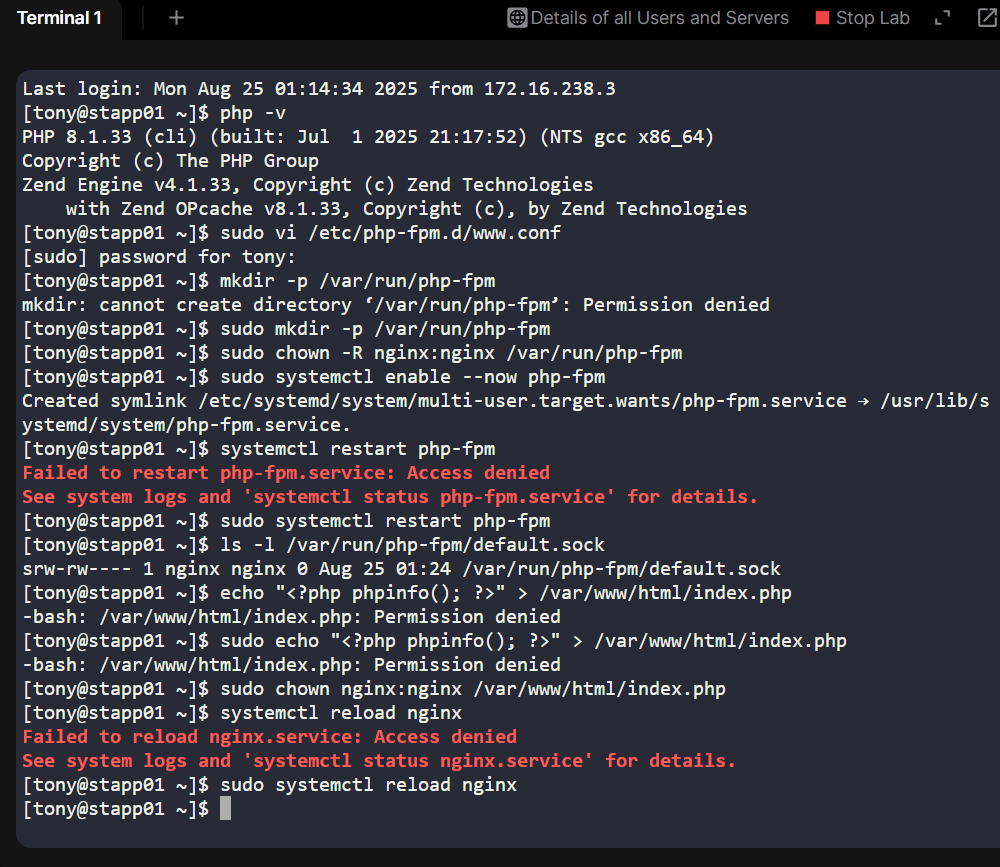 Terminal 1
+
Details of all Users and Servers
Stop Lab
Last login: Mon Aug 25 01:14:34 2025 from 172.16.238.3
[tony@stapp01 ~]$ php -v
PHP 8.1.33 (cli) (built: Jul  1 2025 21:17:52) (NTS gcc x86_64)
Copyright (c) The PHP Group
Zend Engine v4.1.33, Copyright (c) Zend Technologies
    with Zend OPcache v8.1.33, Copyright (c), by Zend Technologies
[tony@stapp01 ~]$ sudo vi /etc/php-fpm.d/www.conf
[sudo] password for tony:
[tony@stapp01 ~]$ mkdir -p /var/run/php-fpm
mkdir: cannot create directory ‘/var/run/php-fpm’: Permission denied
[tony@stapp01 ~]$ sudo mkdir -p /var/run/php-fpm
[tony@stapp01 ~]$ sudo chown -R nginx:nginx /var/run/php-fpm
[tony@stapp01 ~]$ sudo systemctl enable --now php-fpm
Created symlink /etc/systemd/system/multi-user.target.wants/php-fpm.service → /usr/lib/s
ystemd/system/php-fpm.service.
[tony@stapp01 ~]$ systemctl restart php-fpm
Failed to restart php-fpm.service: Access denied
See system logs and 'systemctl status php-fpm.service' for details.
[tony@stapp01 ~]$ sudo systemctl restart php-fpm
[tony@stapp01 ~]$ ls -l /var/run/php-fpm/default.sock
srw-rw---- 1 nginx nginx 0 Aug 25 01:24 /var/run/php-fpm/default.sock
[tony@stapp01 ~]$ echo "<?php phpinfo(); ?>" > /var/www/html/index.php
-bash: /var/www/html/index.php: Permission denied
[tony@stapp01 ~]$ sudo echo "<?php phpinfo(); ?>" > /var/www/html/index.php
-bash: /var/www/html/index.php: Permission denied
[tony@stapp01 ~]$ sudo chown nginx:nginx /var/www/html/index.php
[tony@stapp01 ~]$ systemctl reload nginx
Failed to reload nginx.service: Access denied
See system logs and 'systemctl status nginx.service' for details.
[tony@stapp01 ~]$ sudo systemctl reload nginx
[tony@stapp01 ~]$